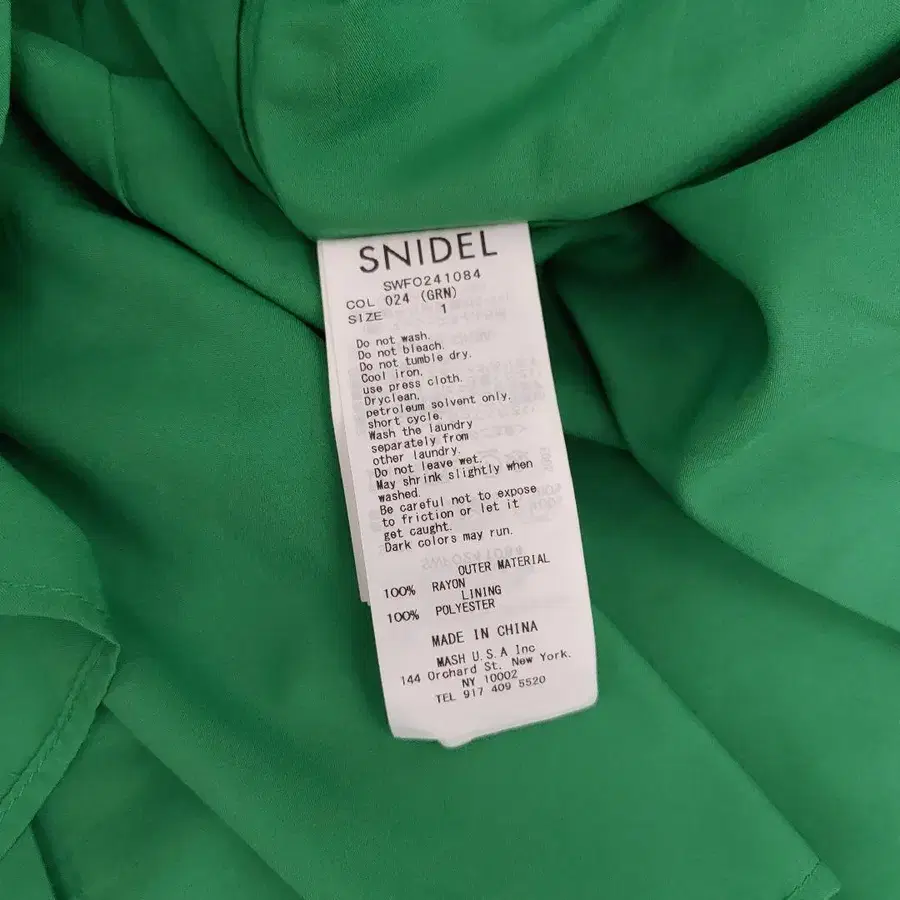 SNIDEL
SWFO241084
COL 024 (GRN)
SIZE 1
Do not wash.
Do not bleach.
Do not tumble dry.
Cool iron.
use press cloth.
Dryclean,
petroleum solvent only.
short cycle.
Wash the laundry
separately from
other laundry.
Do not leave wet.
May shrink slightly when
washed.
Be careful not to expose
to friction or let it
get caught.
Dark colors may run.
OUTER MATERIAL
100% RAYON
LINING
100% POLYESTER
MADE IN CHINA
MASH U.S.A Inc
144 Orchard St. New York.
NY 10002
TEL 917 409 5520